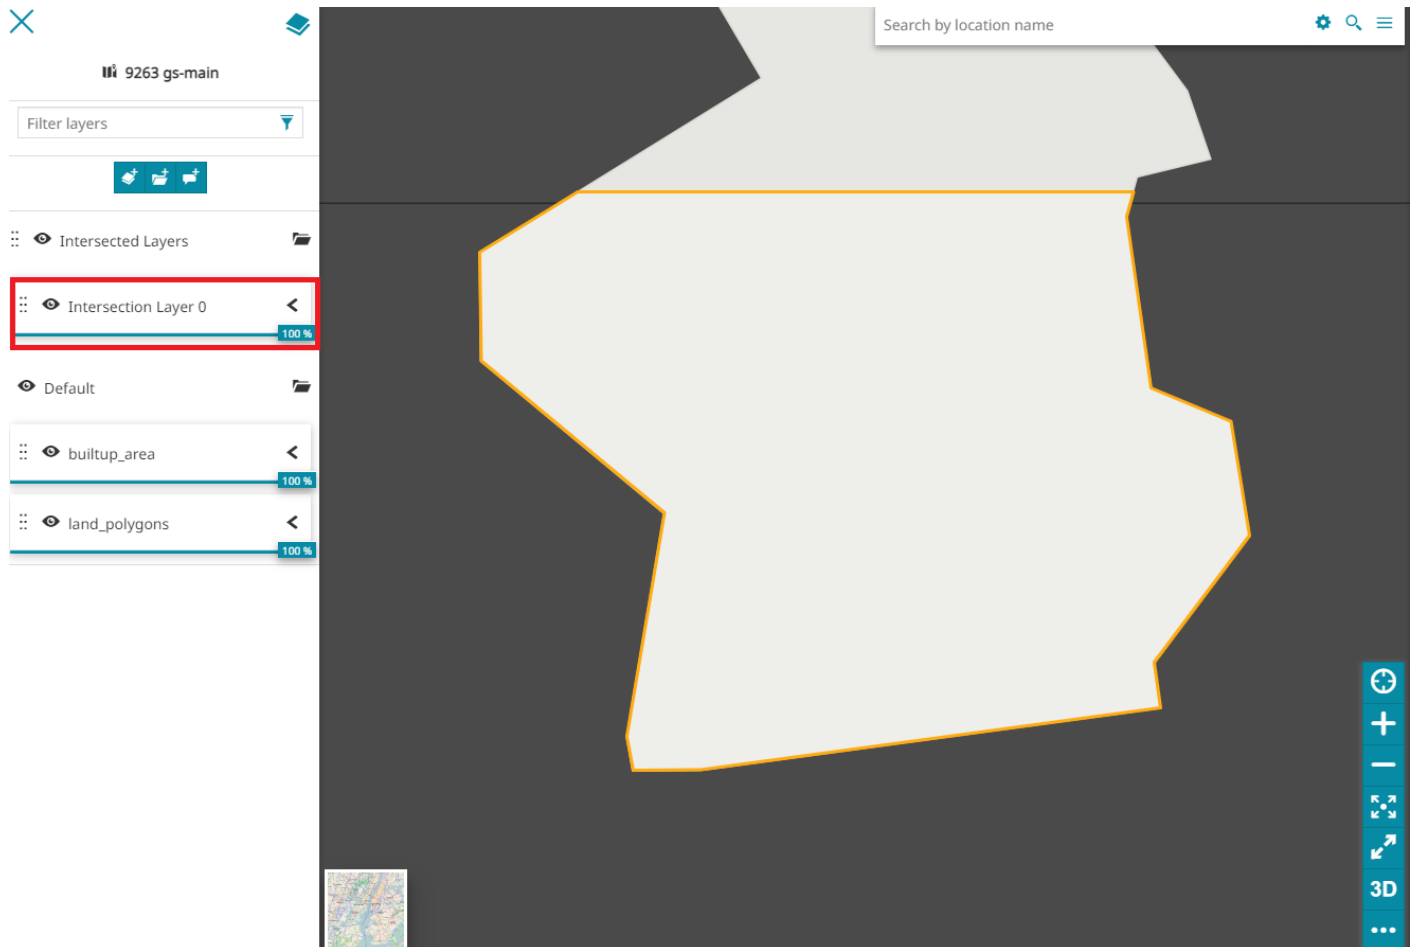 Search by location name
9263 gs-main
Filter layers
Intersected Layers
Intersection Layer 0
100 %
Default
builtup_area
100 %
land_polygons
100 %
3D